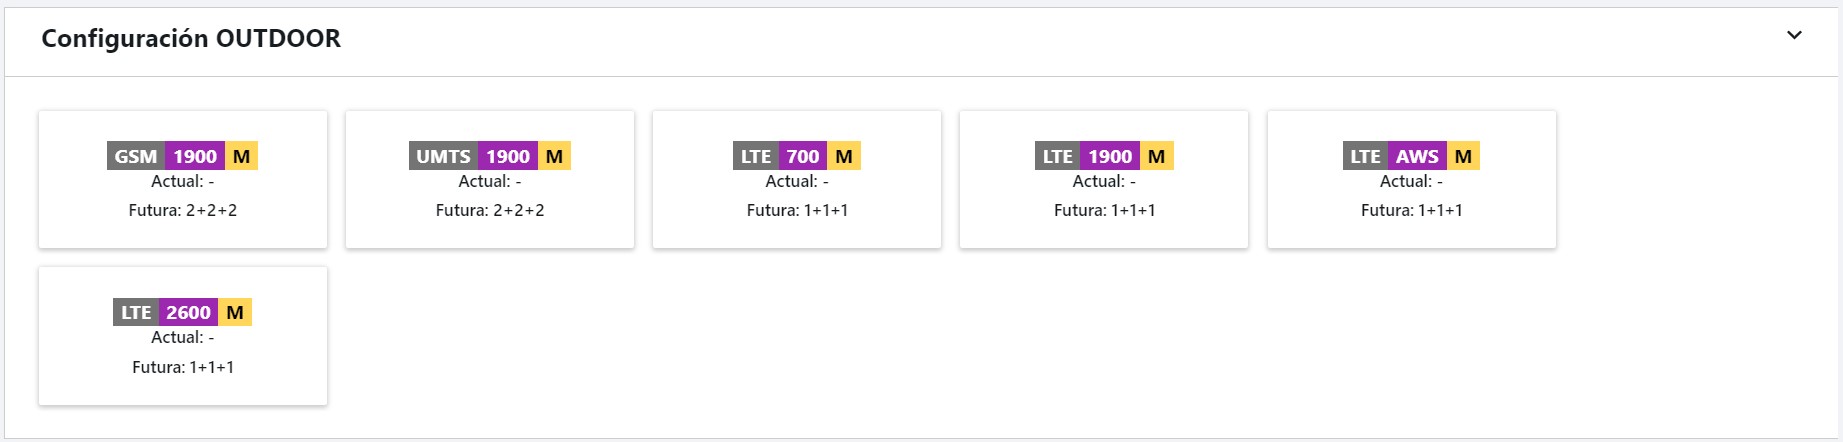 Configuración OUTDOOR
GSM 1900 M
Actual: -
Futura: 2+2+2
UMTS 1900 M
Actual: -
Futura: 2+2+2
LTE 700 M
Actual: -
Futura: 1+1+1
LTE 1900 M
Actual: -
Futura: 1+1+1
LTE AWS M
Actual: -
Futura: 1+1+1
LTE 2600 M
Actual: -
Futura: 1+1+1